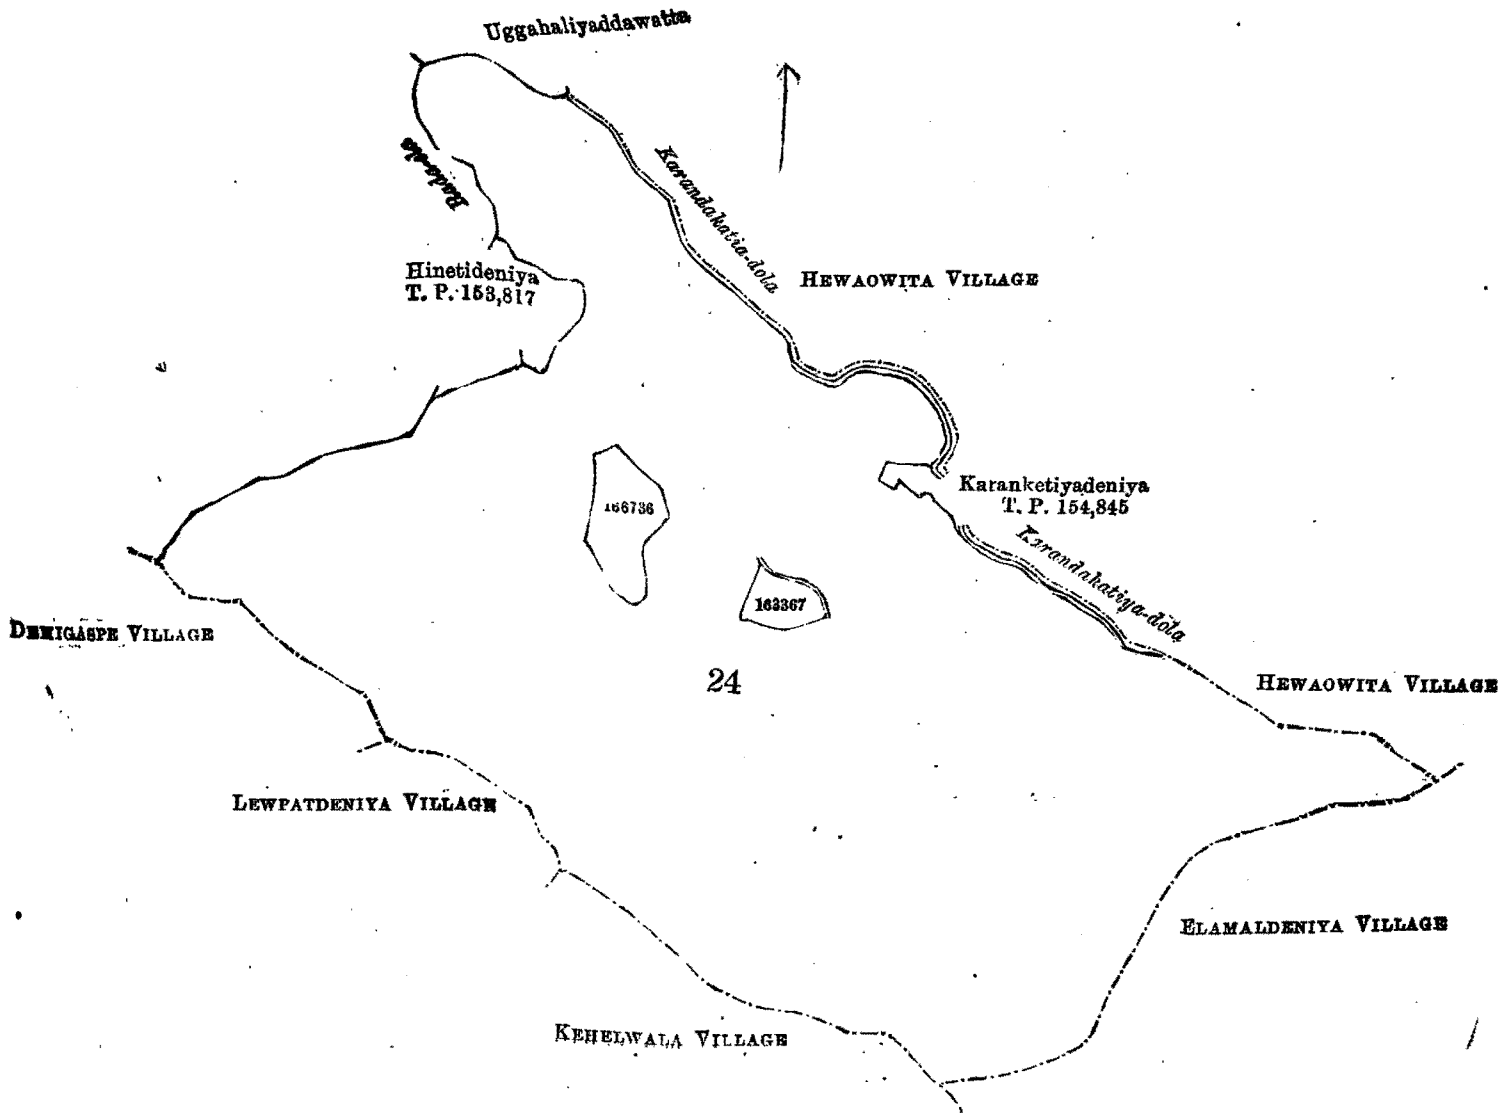 Uggahaliyaddawatta
Karandakatia-dola
Hinetideniya
T. P. 153,817
HEWAOWITA VILLAGE
166736
Karanketiyadeniya
T. P. 154,845
Karandakatiya-dola
163367
DEMIGASPE VILLAGE
24
HEWAOWITA VILLAGE
LEWPATDENIYA VILLAGE
ELAMALDENIYA VILLAGE
KEHELWALA VILLAGE